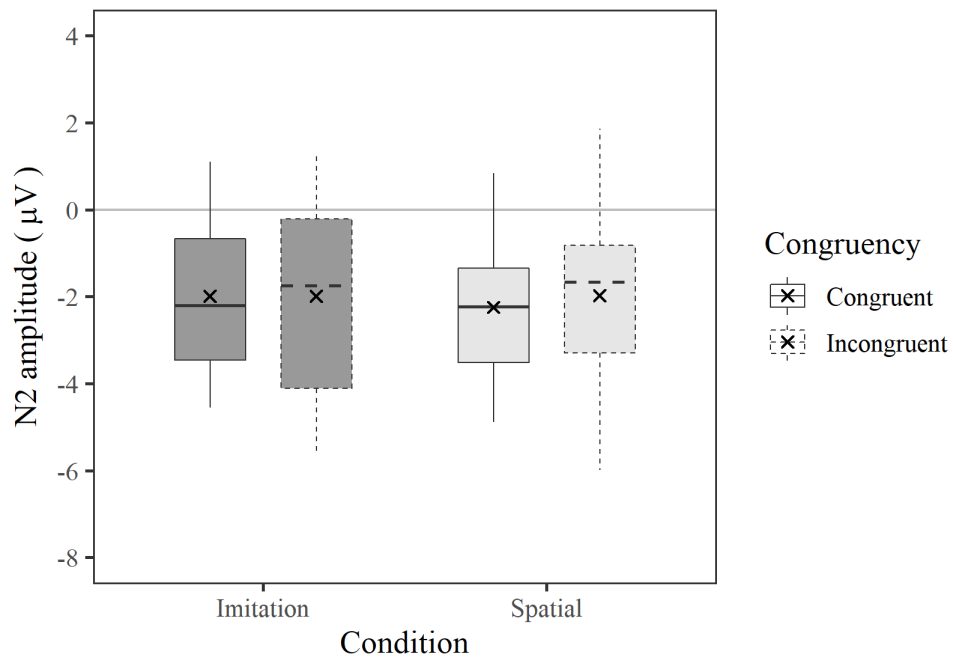 4
2
0
-2
-4
-6
-8
N2 amplitude ( μV )
Imitation
Spatial
Condition
Congruency
Congruent
Incongruent